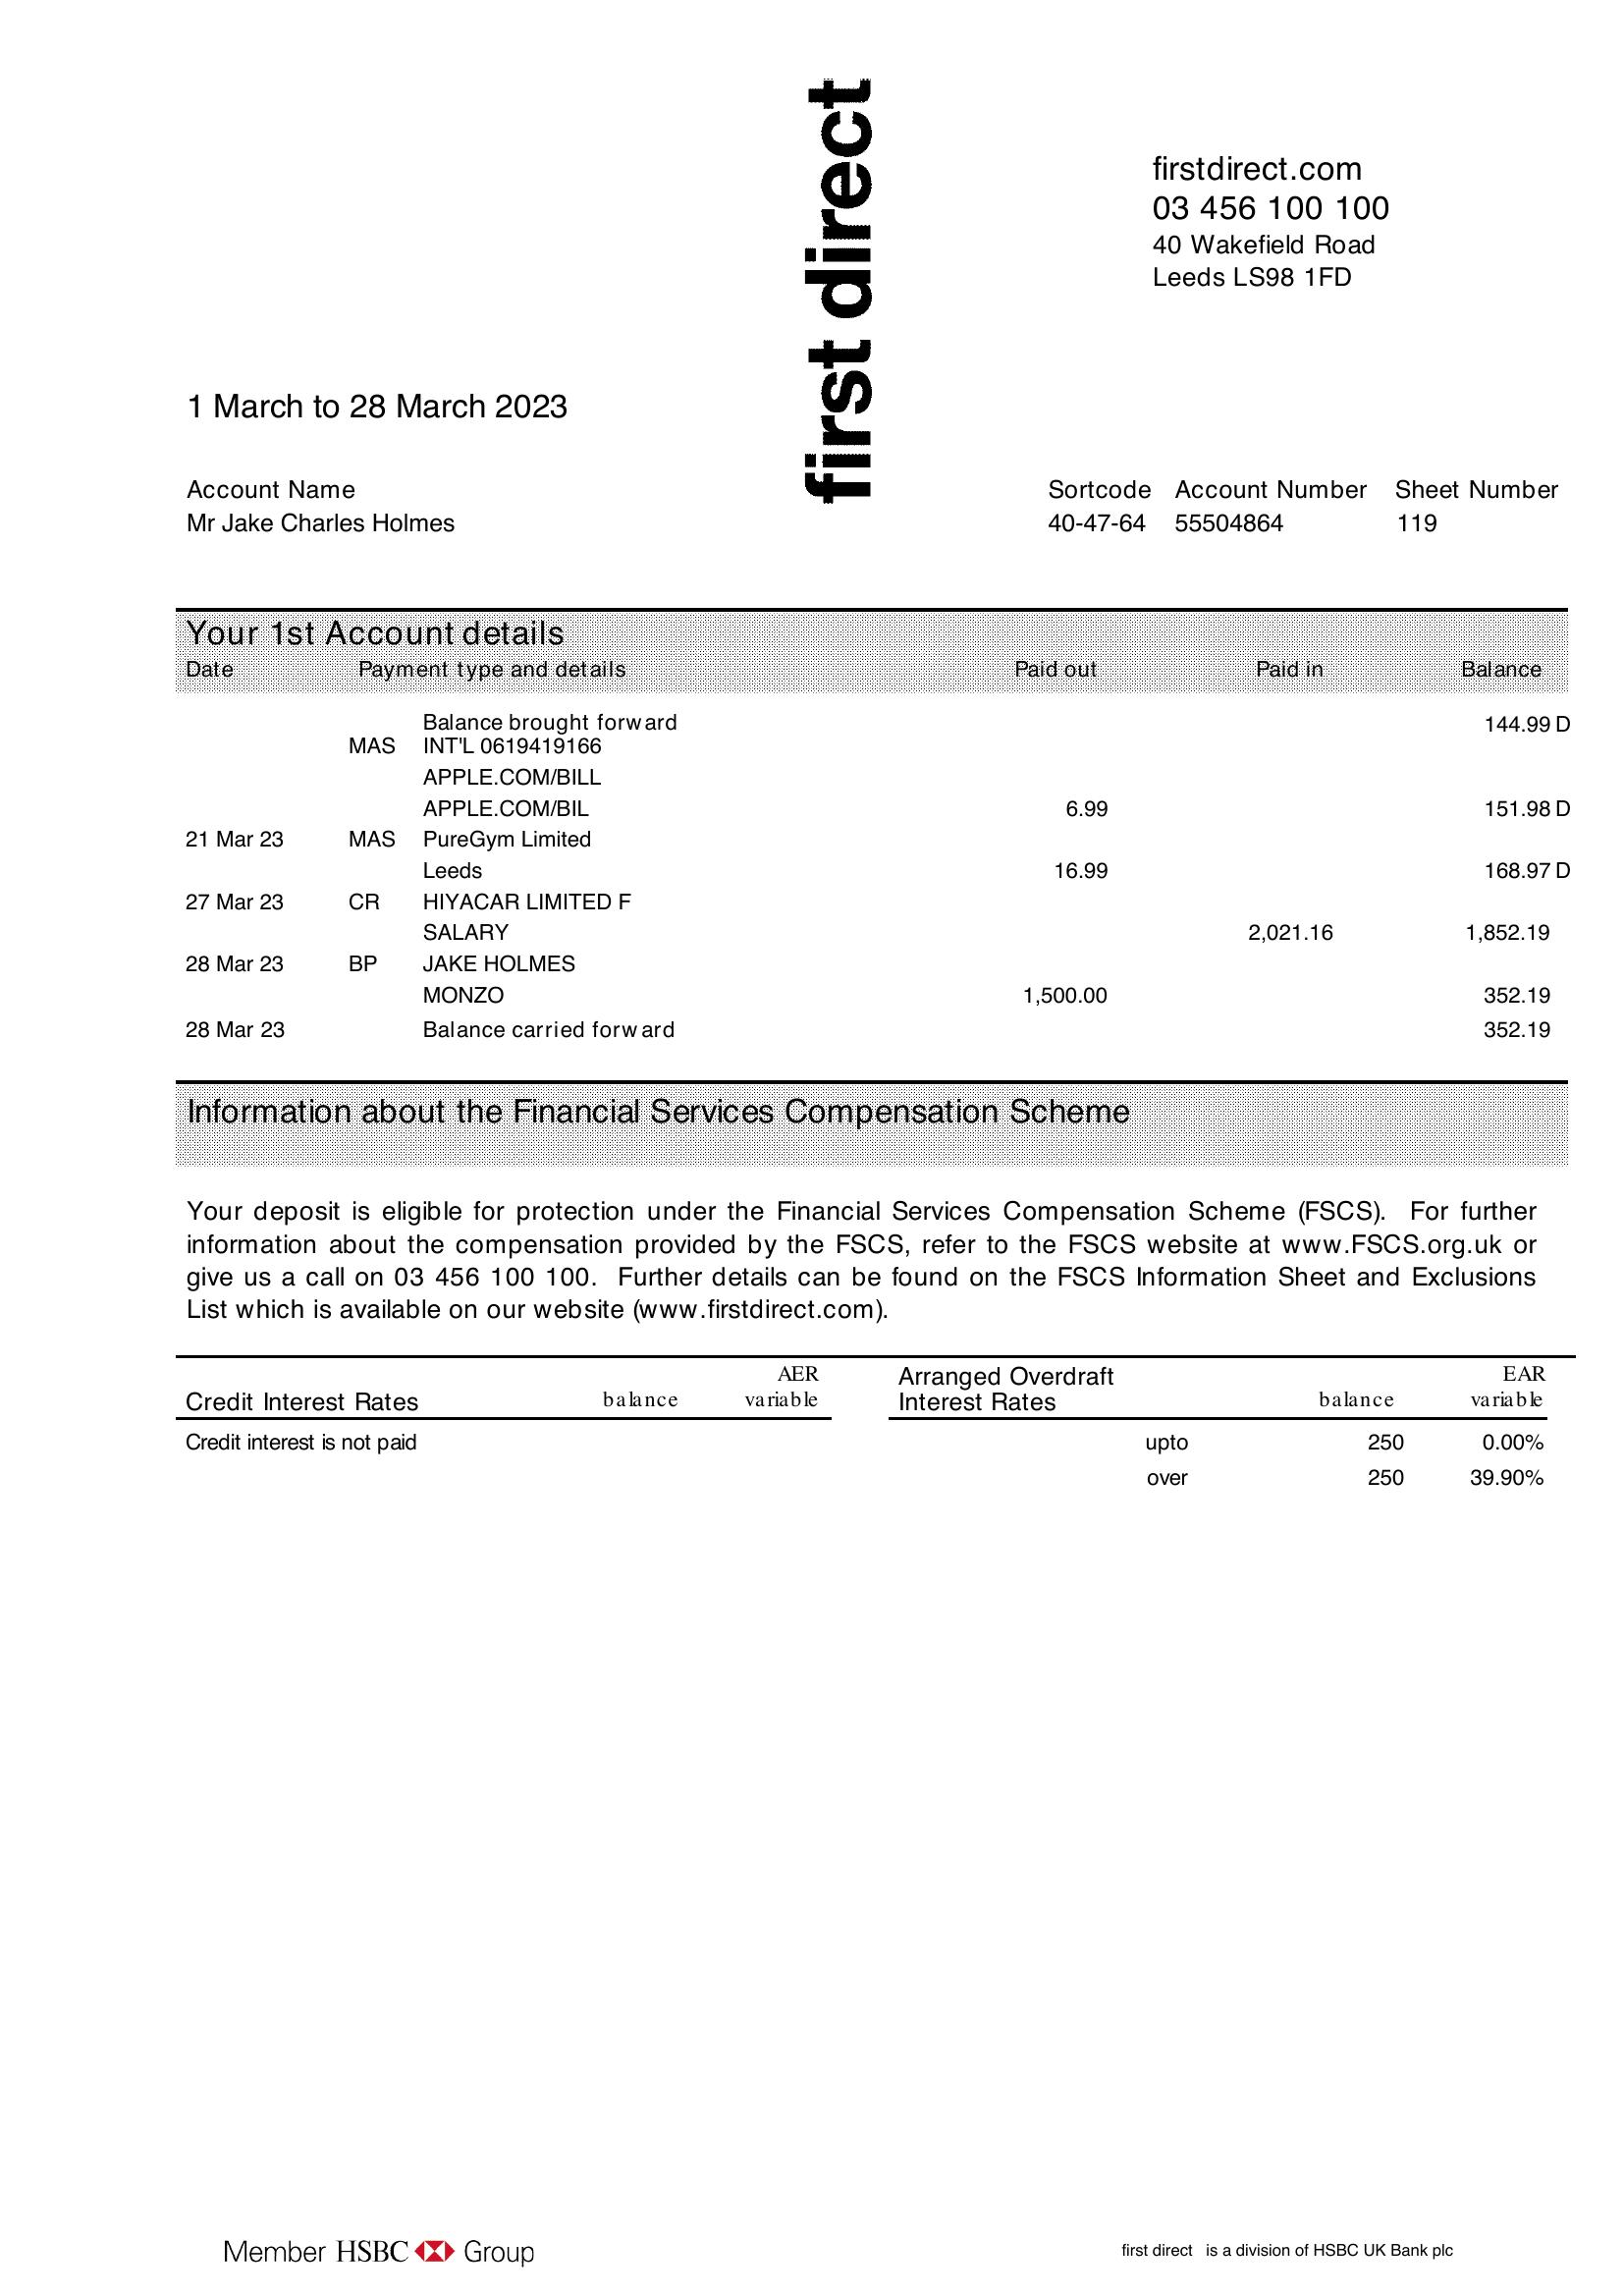 first direct
firstdirect.com
03 456 100 100
40 Wakefield Road
Leeds LS98 1FD
1 March to 28 March 2023
Account Name
Mr Jake Charles Holmes
Sortcode Account Number Sheet Number
40-47-64 55504864 119
Your 1st Account details
Date Payment type and details Paid out Paid in Balance
Balance brought forward 144.99 D
MAS INT'L 0619419166
APPLE.COM/BILL
APPLE.COM/BIL 6.99 151.98 D
21 Mar 23 MAS PureGym Limited
Leeds 16.99 168.97 D
27 Mar 23 CR HIYACAR LIMITED F
SALARY 2,021.16 1,852.19
28 Mar 23 BP JAKE HOLMES
MONZO 1,500.00 352.19
28 Mar 23 Balance carried forward 352.19
Information about the Financial Services Compensation Scheme
Your deposit is eligible for protection under the Financial Services Compensation Scheme (FSCS). For further
information about the compensation provided by the FSCS, refer to the FSCS website at www.FSCS.org.uk or
give us a call on 03 456 100 100. Further details can be found on the FSCS Information Sheet and Exclusions
List which is available on our website (www.firstdirect.com).
Credit Interest Rates balance AER variable
Credit interest is not paid
Arranged Overdraft
Interest Rates balance EAR variable
upto 250 0.00%
over 250 39.90%
Member HSBC Group
first direct is a division of HSBC UK Bank plc